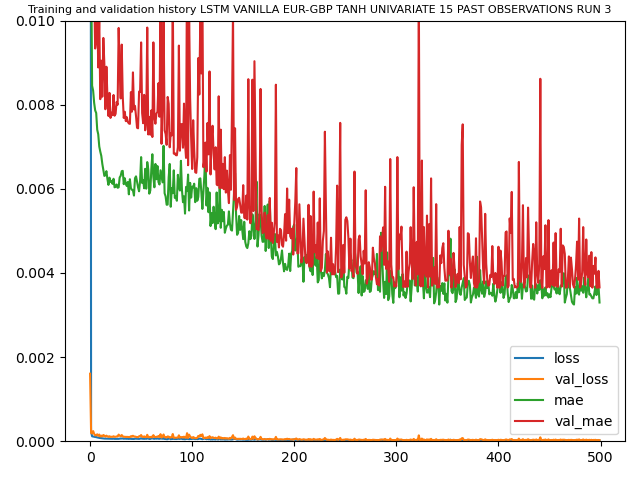 Training and validation history LSTM VANILLA EUR-GBP TANH UNIVARIATE 15 PAST OBSERVATIONS RUN 3
0.010
0.008
0.006
0.004
0.002
0.000
loss
val_loss
mae
val_mae
0 100 200 300 400 500